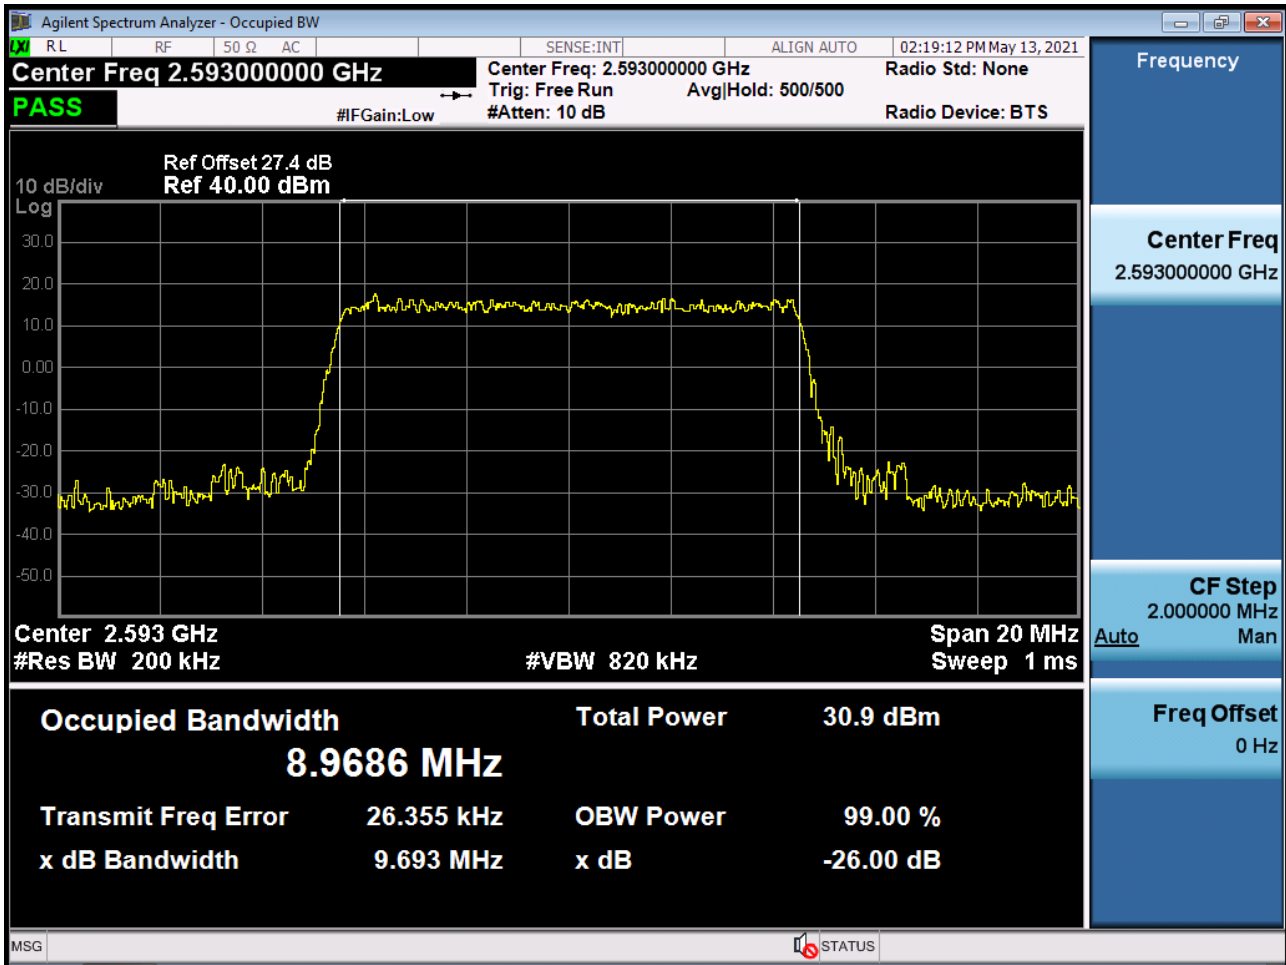 Agilent Spectrum Analyzer - Occupied BW
LXI RL RF 50 Ω AC SENSE:INT ALIGN AUTO 02:19:12 PM May 13, 2021
Center Freq 2.593000000 GHz
PASS
#IFGain:Low
Center Freq: 2.593000000 GHz
Trig: Free Run Avg|Hold: 500/500
#Atten: 10 dB
Radio Std: None
Radio Device: BTS
Ref Offset 27.4 dB
10 dB/div Ref 40.00 dBm
Log
30.0
20.0
10.0
0.00
-10.0
-20.0
-30.0
-40.0
-50.0
Center 2.593 GHz Span 20 MHz
#Res BW 200 kHz #VBW 820 kHz Sweep 1 ms
Occupied Bandwidth Total Power 30.9 dBm
8.9686 MHz
Transmit Freq Error 26.355 kHz OBW Power 99.00 %
x dB Bandwidth 9.693 MHz x dB -26.00 dB
MSG STATUS
Frequency
Center Freq
2.593000000 GHz
CF Step
2.000000 MHz
Auto Man
Freq Offset
0 Hz